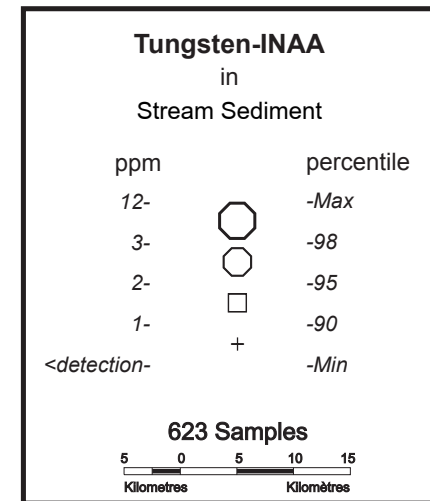 Tungsten-INAA
in
Stream Sediment
ppm percentile
12- -Max
3- -98
2- -95
1- -90
<detection- -Min
623 Samples
5 0 5 10 15
Kilometres Kilomètres